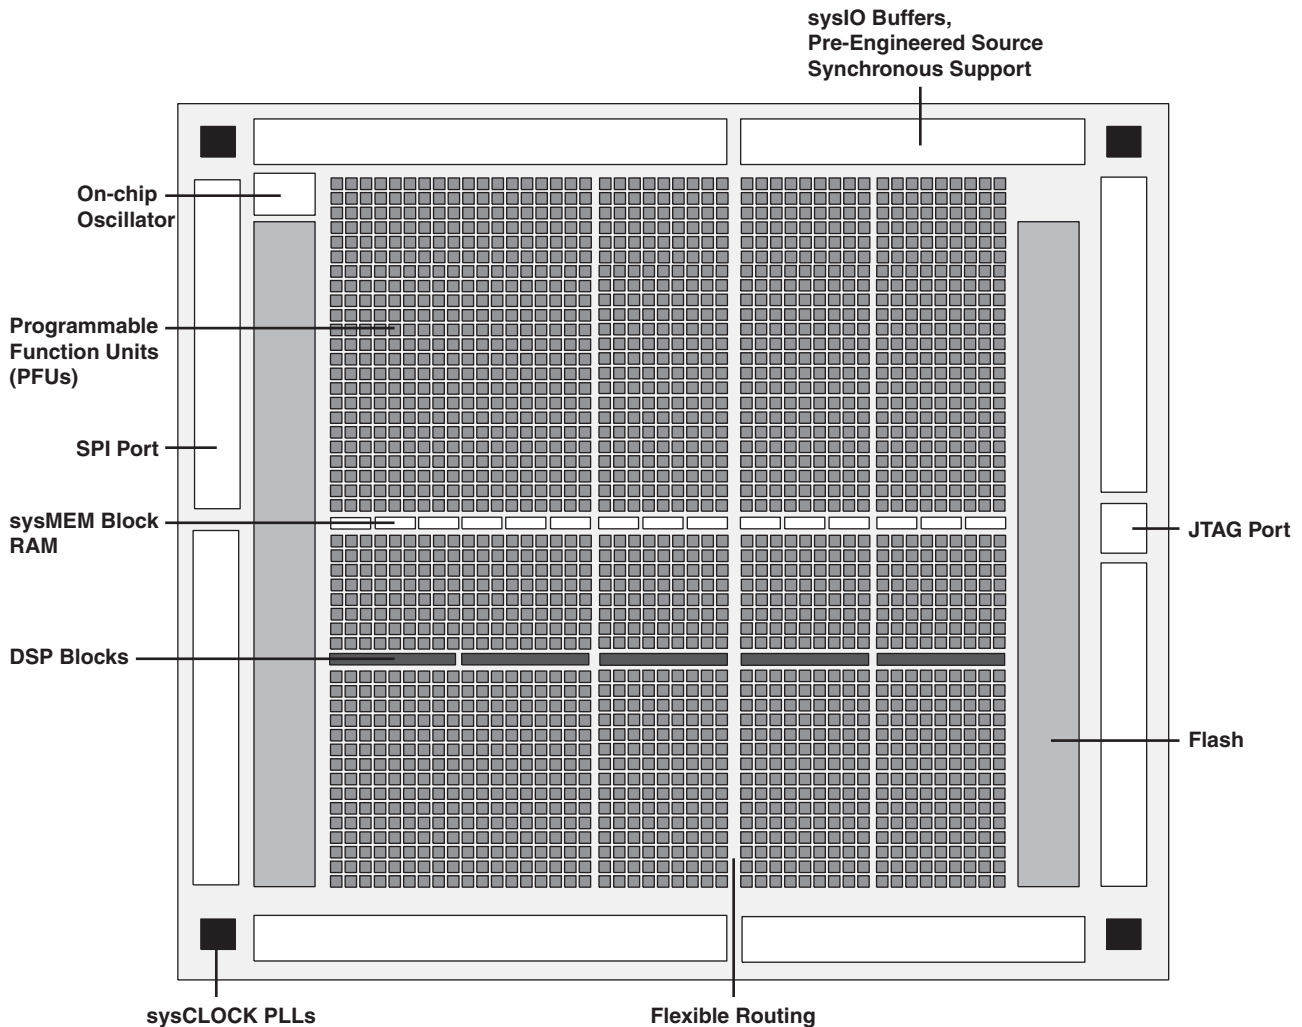 sysIO Buffers,
Pre-Engineered Source
Synchronous Support
On-chip
Oscillator
Programmable
Function Units
(PFUs)
SPI Port
sysMEM Block
RAM
JTAG Port
DSP Blocks
Flash
sysCLOCK PLLs
Flexible Routing